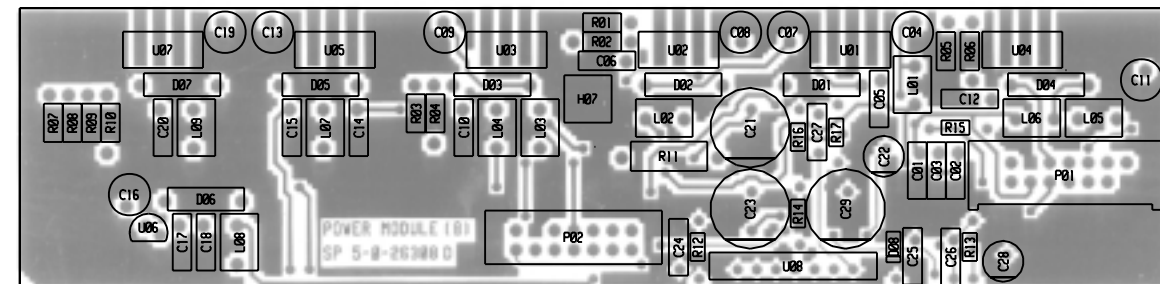 R01
C19 C13 C09 R02 C08 C07 C04
U07 U05 U03 U02 U01 R05 R06 U04
C06
C11
D07 D05 D03 H07 D02 D01 C05 L01 D04
C12
R07 R08 R09 R10 C20 L09 C15 L07 C14 R03 R04 C10 L04 L03 L02 C21 R16 C27 R17 R15 L06 L05
R11 C22
C01 C03 C02 P01
C16 D06
C23 R14 C29
U06 POWER MODULE (B)
C17 C18 L08 P02 C24 R12 D08 C25 C26 R13
SP 5-0-26308
U08 C28